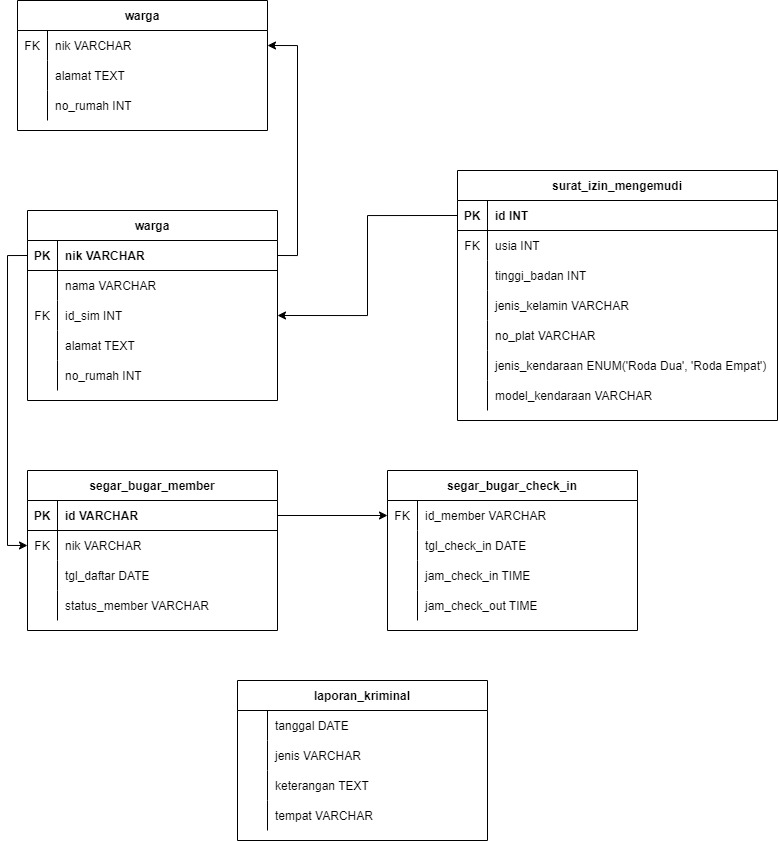 warga
FK nik VARCHAR
alamat TEXT
no_rumah INT
warga
PK nik VARCHAR
nama VARCHAR
FK id_sim INT
alamat TEXT
no_rumah INT
surat_izin_mengemudi
PK id INT
FK usia INT
tinggi_badan INT
jenis_kelamin VARCHAR
no_plat VARCHAR
jenis_kendaraan ENUM('Roda Dua', 'Roda Empat')
model_kendaraan VARCHAR
segar_bugar_member
PK id VARCHAR
FK nik VARCHAR
tgl_daftar DATE
status_member VARCHAR
segar_bugar_check_in
FK id_member VARCHAR
tgl_check_in DATE
jam_check_in TIME
jam_check_out TIME
laporan_kriminal
tanggal DATE
jenis VARCHAR
keterangan TEXT
tempat VARCHAR